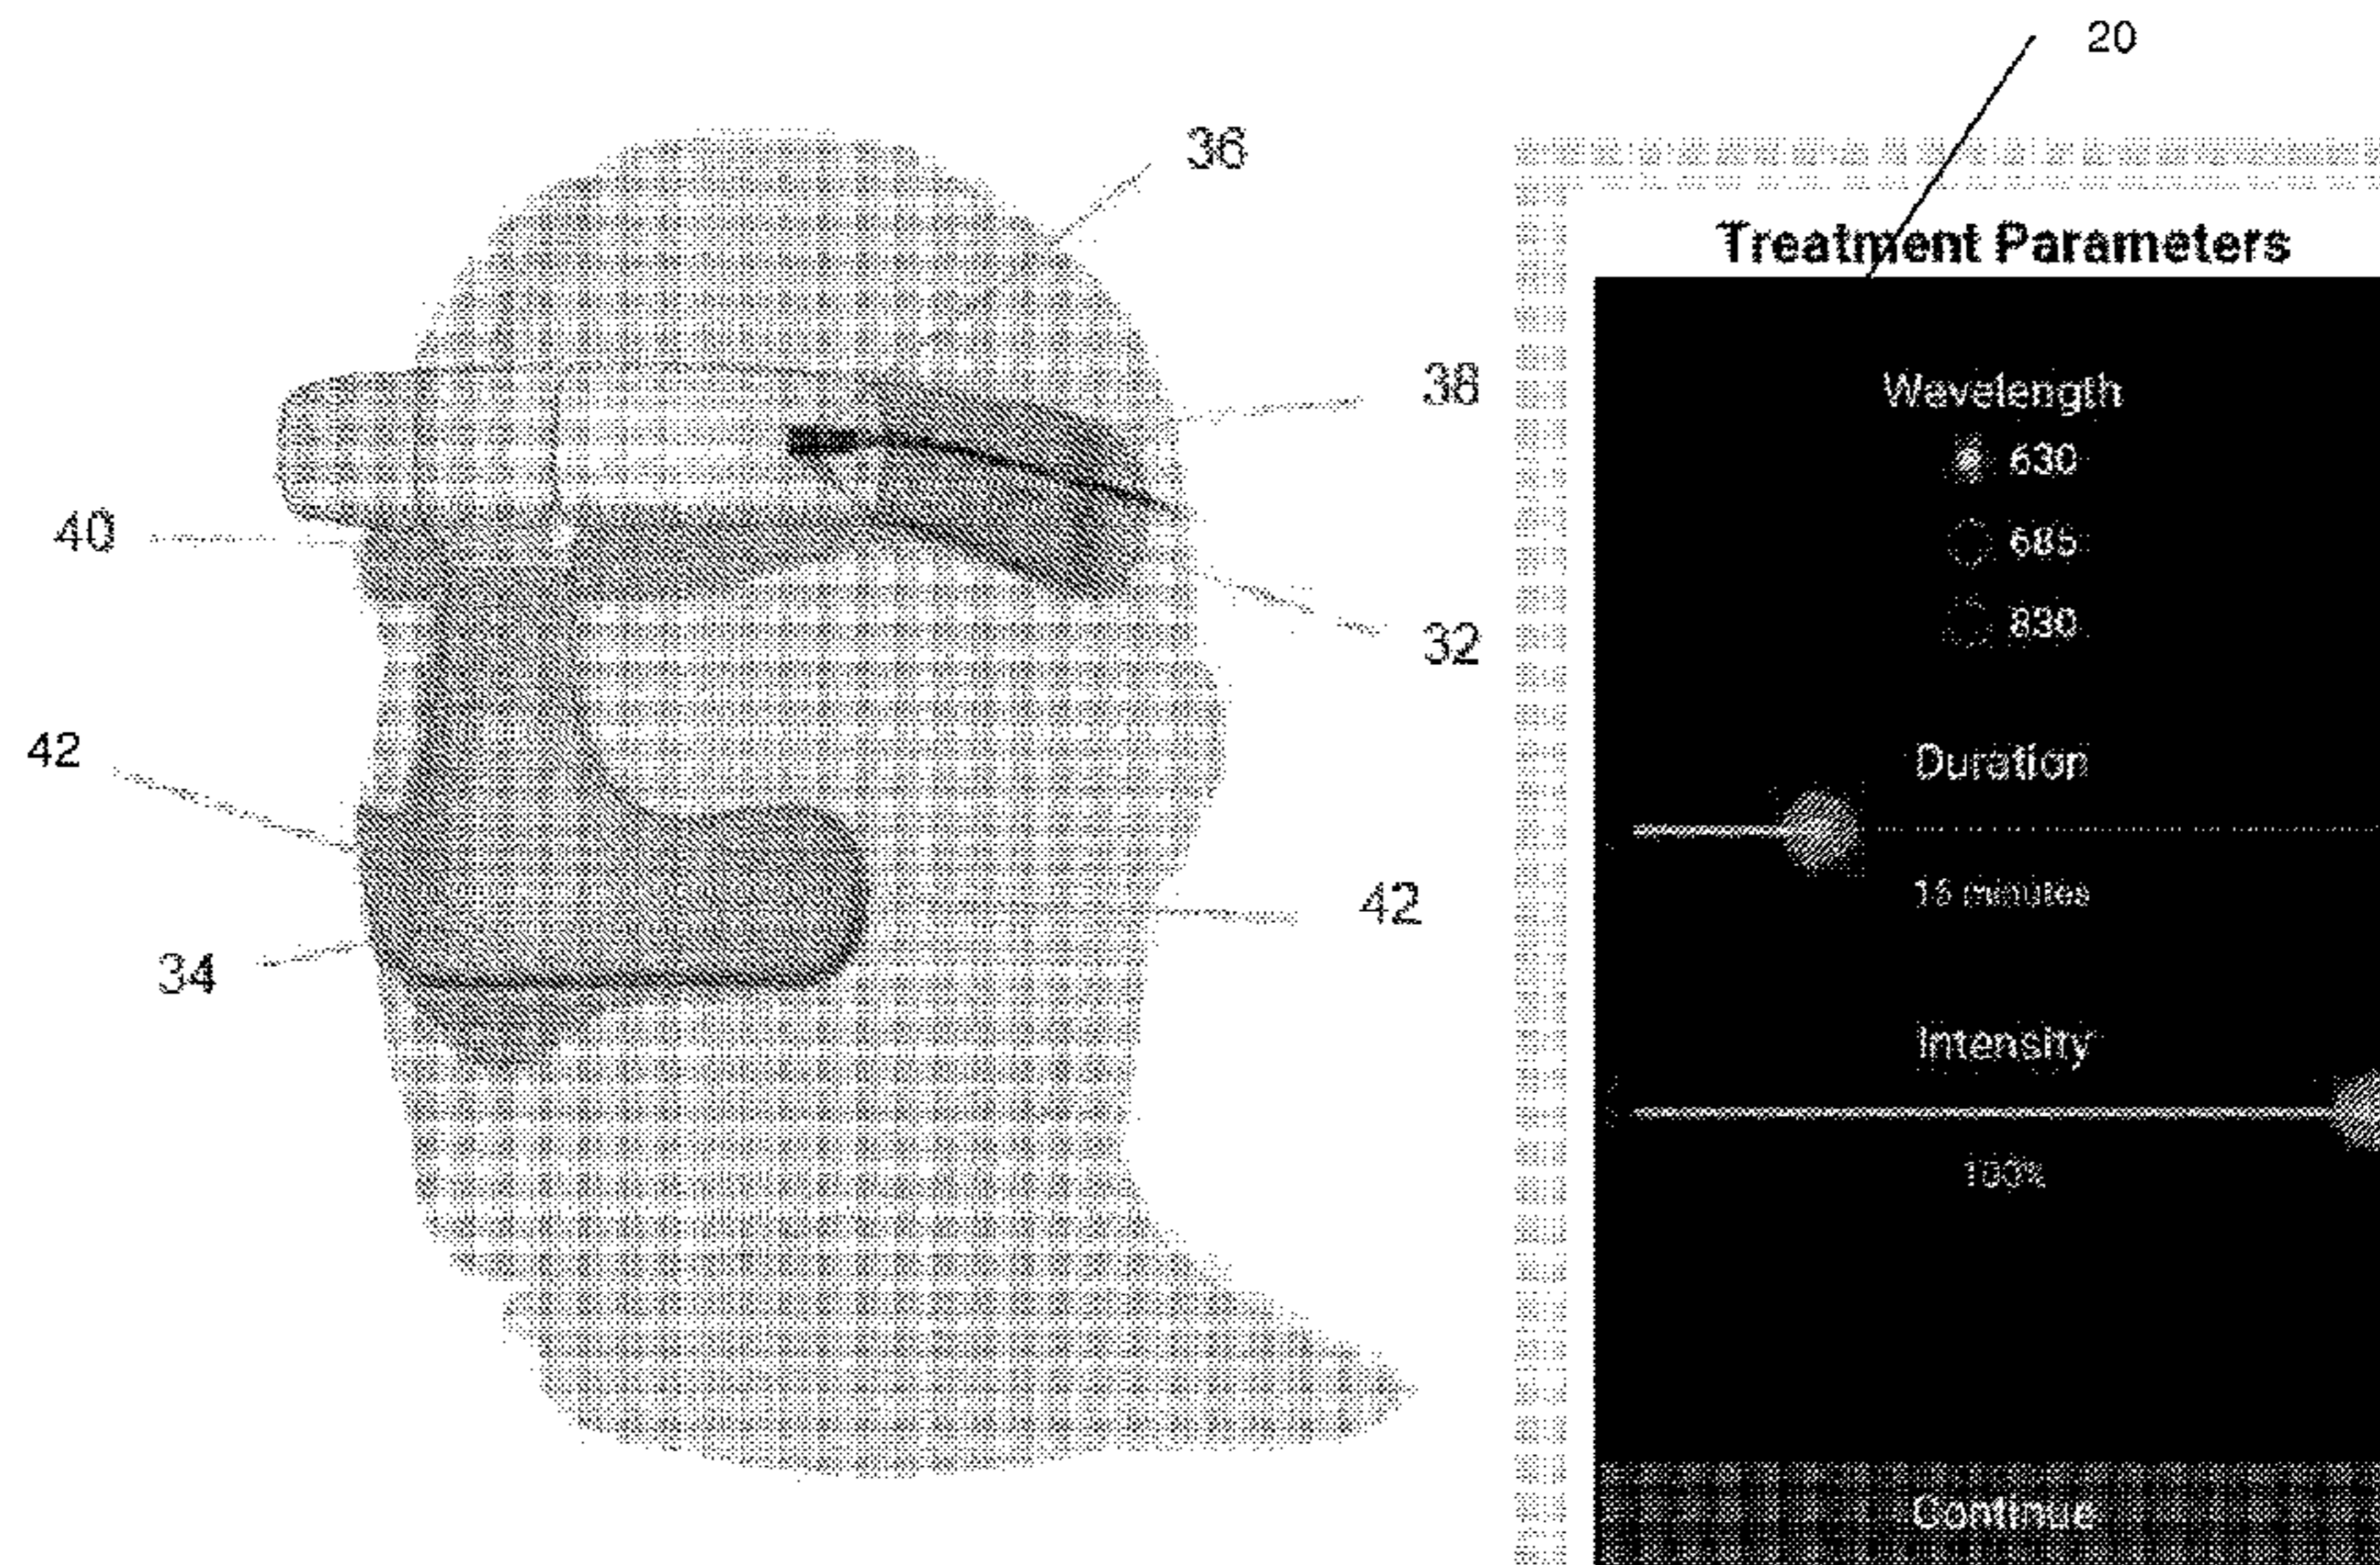 20
36
38
40
32
42
42
34
Treatment Parameters
Wavelength
630
685
830
Duration
15 minutes
Intensity
100%
Continue